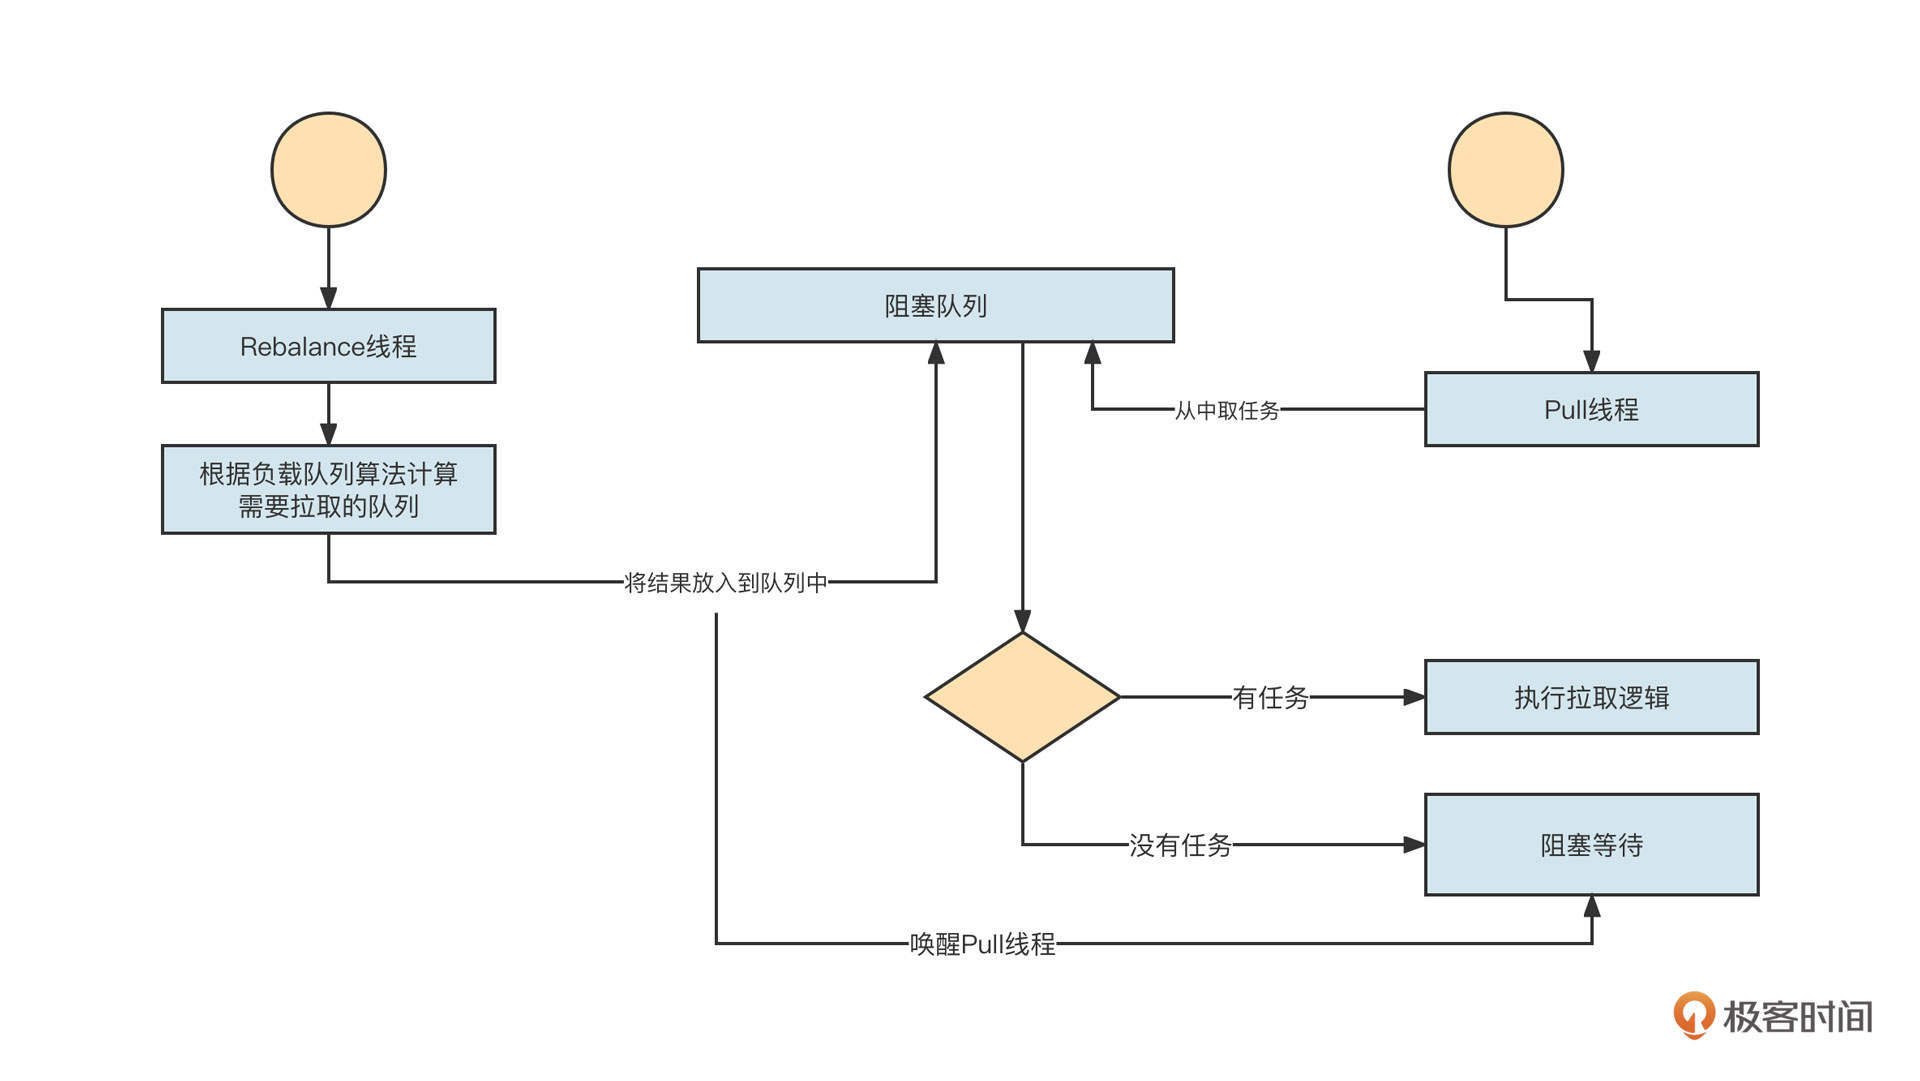 Rebalance线程
根据负载队列算法计算
需要拉取的队列
将结果放入到队列中
阻塞队列
从中取任务
Pull线程
有任务
执行拉取逻辑
没有任务
阻塞等待
唤醒Pull线程
极客时间